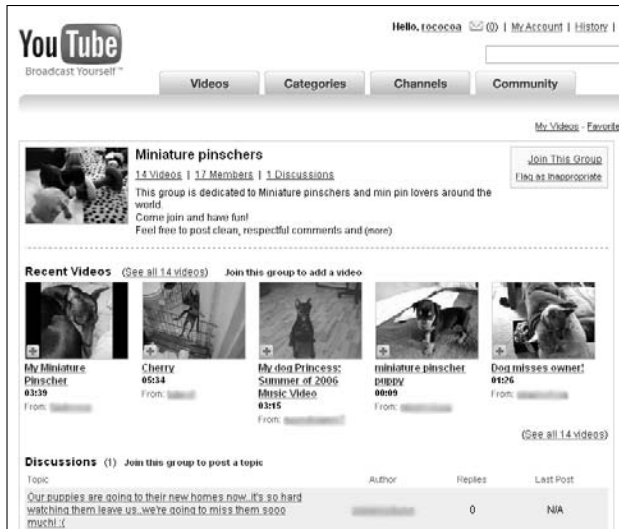 Hello, rococoa (0) | My Account | History |
YouTube
Broadcast Yourself™
Videos Categories Channels Community
My Videos - Favorite
Miniature pinschers
14 Videos | 17 Members | 1 Discussions
Join This Group
Flag as Inappropriate
This group is dedicated to Miniature pinschers and min pin lovers around the
world.
Come join and have fun!
Feel free to post clean, respectful comments and (more)
Recent Videos (See all 14 videos) Join this group to add a video
My Miniature
Pinscher
03:39
From:
Cherry
05:34
From:
My dog Princess:
Summer of 2006
Music Video
03:15
From:
miniature pinscher
puppy
00:09
From:
Dog misses owner!
01:26
From:
(See all 14 videos)
Discussions (1) Join this group to post a topic
Topic Author Replies Last Post
Our puppies are going to their new homes now..it's so hard
watching them leave us..we're going to miss them sooo
much! :(
0 N/A